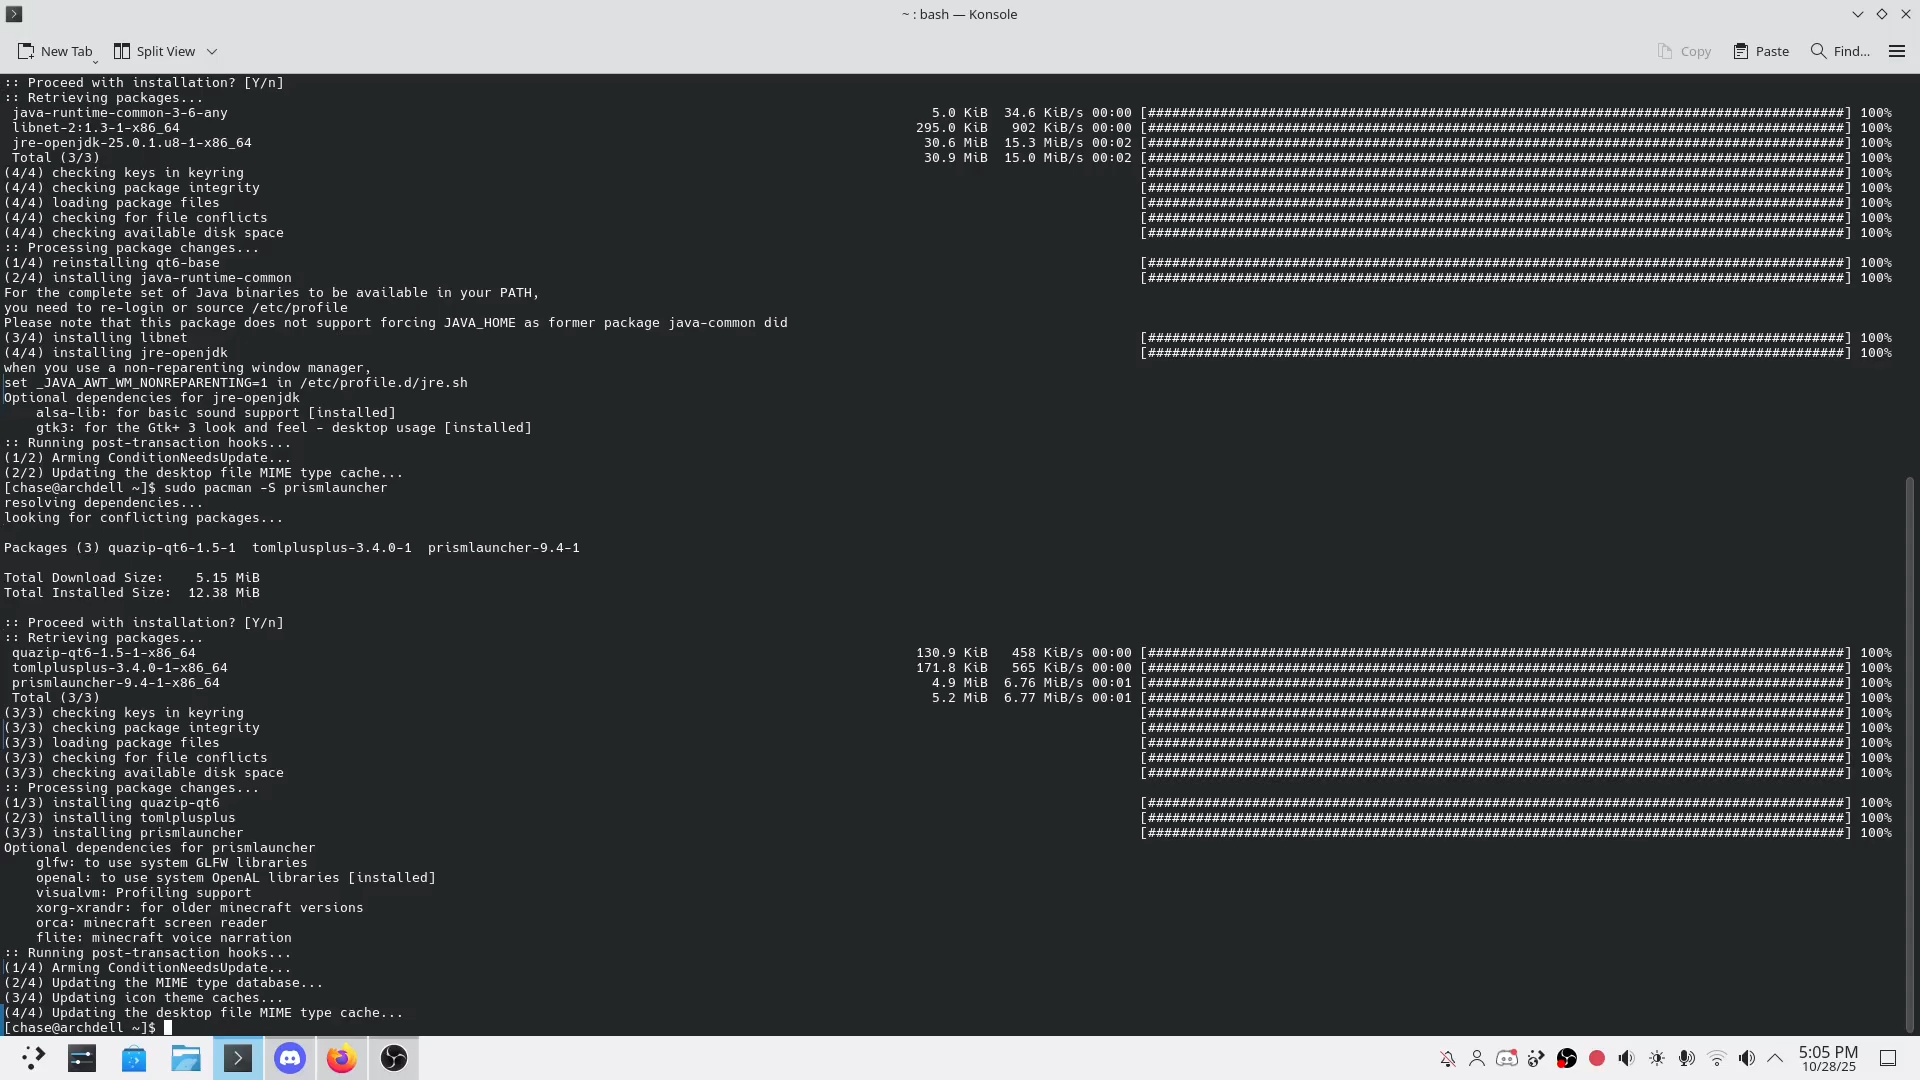 ~ : bash — Konsole
New Tab
Split View
Copy
Paste
Find...
:: Proceed with installation? [Y/n]
:: Retrieving packages...
java-runtime-common-3-6-any 5.0 KiB 34.6 KiB/s 00:00 [######################################################################################] 100%
libnet-2:1.3-1-x86_64 295.0 KiB 902 KiB/s 00:00 [######################################################################################] 100%
jre-openjdk-25.0.1.u8-1-x86_64 30.6 MiB 15.3 MiB/s 00:02 [######################################################################################] 100%
Total (3/3) 30.9 MiB 15.0 MiB/s 00:02 [######################################################################################] 100%
(4/4) checking keys in keyring [######################################################################################] 100%
(4/4) checking package integrity [######################################################################################] 100%
(4/4) loading package files [######################################################################################] 100%
(4/4) checking for file conflicts [######################################################################################] 100%
(4/4) checking available disk space [######################################################################################] 100%
:: Processing package changes...
(1/4) reinstalling qt6-base [######################################################################################] 100%
(2/4) installing java-runtime-common [######################################################################################] 100%
For the complete set of Java binaries to be available in your PATH,
you need to re-login or source /etc/profile
Please note that this package does not support forcing JAVA_HOME as former package java-common did
(3/4) installing libnet [######################################################################################] 100%
(4/4) installing jre-openjdk [######################################################################################] 100%
when you use a non-reparenting window manager,
set _JAVA_AWT_WM_NONREPARENTING=1 in /etc/profile.d/jre.sh
Optional dependencies for jre-openjdk
alsa-lib: for basic sound support [installed]
gtk3: for the Gtk+ 3 look and feel - desktop usage [installed]
:: Running post-transaction hooks...
(1/2) Arming ConditionNeedsUpdate...
(2/2) Updating the desktop file MIME type cache...
[chase@archdell ~]$ sudo pacman -S prismlauncher
resolving dependencies...
looking for conflicting packages...
Packages (3) quazip-qt6-1.5-1 tomlplusplus-3.4.0-1 prismlauncher-9.4-1
Total Download Size: 5.15 MiB
Total Installed Size: 12.38 MiB
:: Proceed with installation? [Y/n]
:: Retrieving packages...
quazip-qt6-1.5-1-x86_64 130.9 KiB 458 KiB/s 00:00 [######################################################################################] 100%
tomlplusplus-3.4.0-1-x86_64 171.8 KiB 565 KiB/s 00:00 [######################################################################################] 100%
prismlauncher-9.4-1-x86_64 4.9 MiB 6.76 MiB/s 00:01 [######################################################################################] 100%
Total (3/3) 5.2 MiB 6.77 MiB/s 00:01 [######################################################################################] 100%
(3/3) checking keys in keyring [######################################################################################] 100%
(3/3) checking package integrity [######################################################################################] 100%
(3/3) loading package files [######################################################################################] 100%
(3/3) checking for file conflicts [######################################################################################] 100%
(3/3) checking available disk space [######################################################################################] 100%
:: Processing package changes...
(1/3) installing quazip-qt6 [######################################################################################] 100%
(2/3) installing tomlplusplus [######################################################################################] 100%
(3/3) installing prismlauncher [######################################################################################] 100%
Optional dependencies for prismlauncher
glfw: to use system GLFW libraries
openal: to use system OpenAL libraries [installed]
visualvm: Profiling support
xorg-xrandr: for older minecraft versions
orca: minecraft screen reader
flite: minecraft voice narration
:: Running post-transaction hooks...
(1/4) Arming ConditionNeedsUpdate...
(2/4) Updating the MIME type database...
(3/4) Updating icon theme caches...
(4/4) Updating the desktop file MIME type cache...
[chase@archdell ~]$
5:05 PM
10/28/25